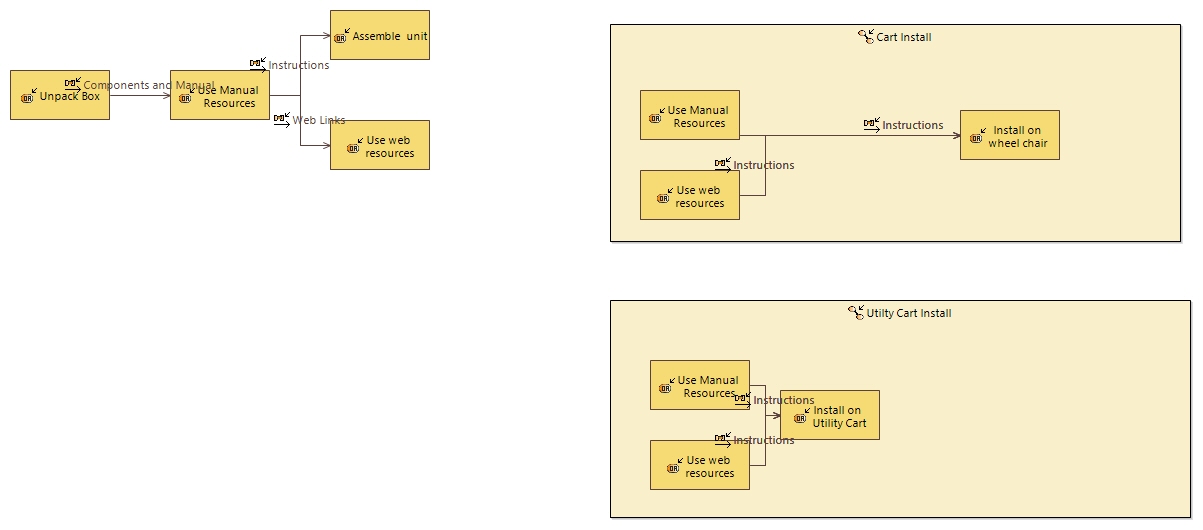 Assemble  unit
Instructions
Components and Manual
Unpack Box
Use Manual
Resources
Web Links
Use web
resources
Cart Install
Use Manual
Resources
Instructions
Install on
wheel chair
Instructions
Use web
resources
Utilty Cart Install
Use Manual
Resources
Instructions
Install on
Utility Cart
Instructions
Use web
resources